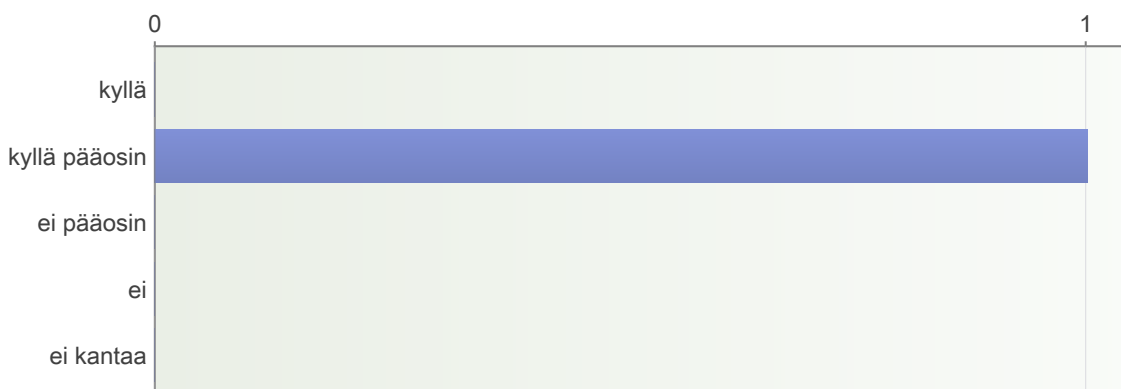 0 1
kyllä
kyllä pääosin
ei pääosin
ei
ei kantaa